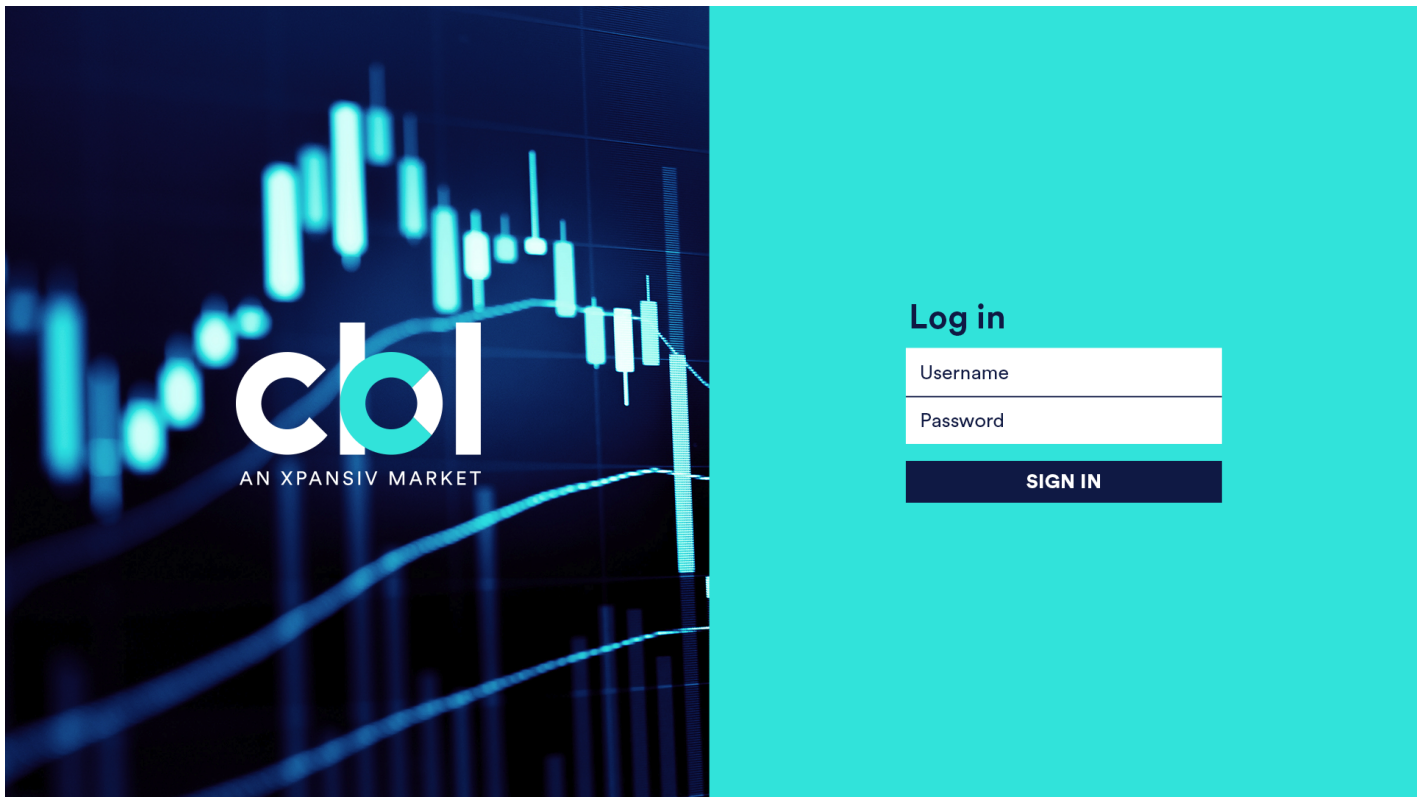 cbl
AN XPANSIV MARKET
Log in
Username
Password
SIGN IN